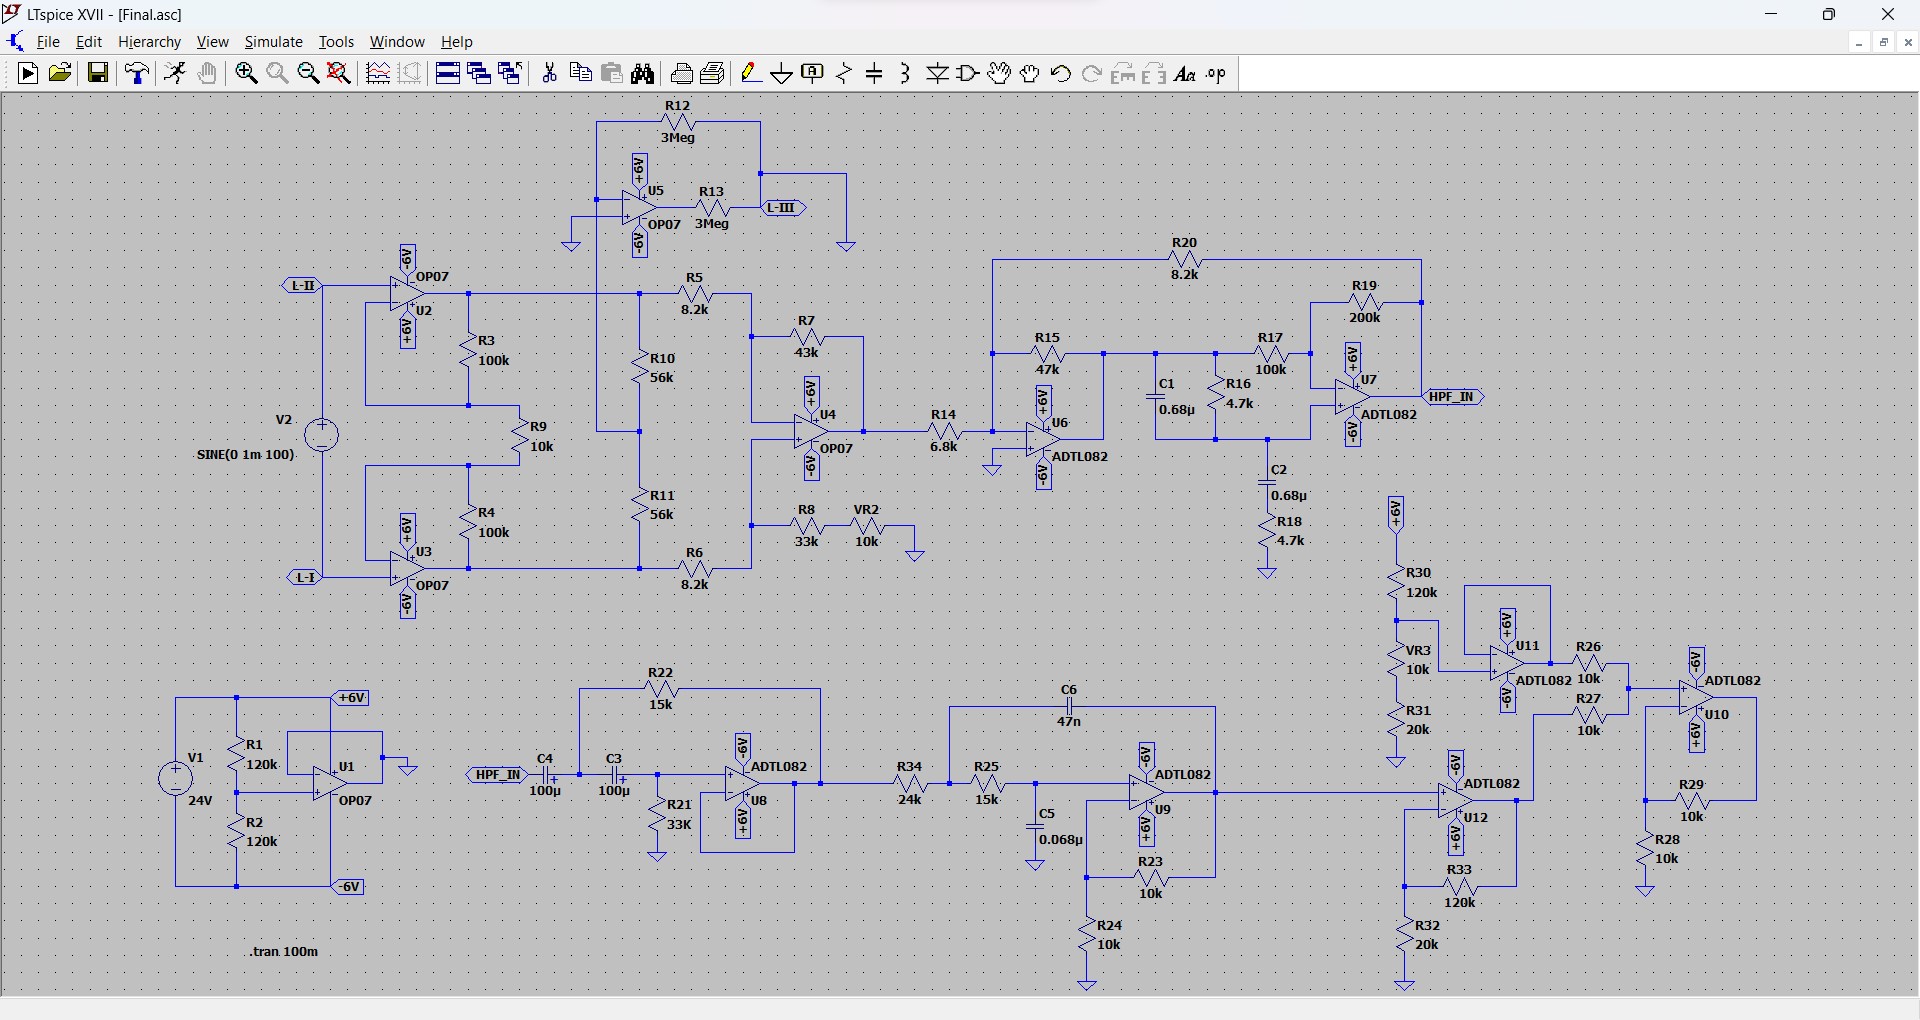 LTspice XVII - [Final.asc]
File Edit Hierarchy View Simulate Tools Window Help
R12
3Meg
+6V
U5
R13
L-III
OP07
3Meg
-6V
R20
8.2k
-6V
OP07
L-II
R5
8.2k
R19
200k
U2
+6V
R7
43k
R3
100k
R10
56k
R15
47k
R17
100k
+6V
U7
C1
0.68µ
R16
4.7k
HPF_IN
ADTL082
-6V
+6V
U4
OP07
-6V
R14
6.8k
+6V
U6
ADTL082
-6V
V2
SINE(0 1m 100)
R9
10k
C2
0.68µ
R18
4.7k
R11
56k
R4
100k
R8
33k
VR2
10k
+6V
U3
L-I
OP07
-6V
R6
8.2k
+6V
R30
120k
VR3
10k
R31
20k
+6V
U11
ADTL082
-6V
R26
10k
R27
10k
-6V
ADTL082
U10
+6V
R29
10k
R28
10k
+6V
R1
120k
V1
24V
U1
OP07
R2
120k
-6V
R22
15k
HPF_IN
C4
100µ
C3
100µ
R21
33K
-6V
ADTL082
U8
+6V
R34
24k
R25
15k
C6
47n
C5
0.068µ
-6V
ADTL082
U9
+6V
R23
10k
R24
10k
-6V
ADTL082
U12
+6V
R33
120k
R32
20k
.tran 100m